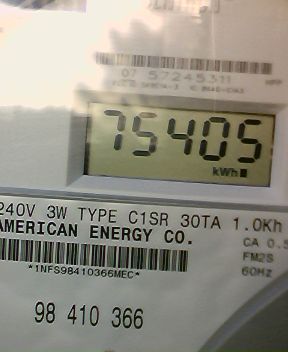 07 57245311
75405
kWh
240V 3W TYPE C1SR 30TA 1.0Kh
AMERICAN ENERGY CO.
CA 0.5
FM2S
60Hz
*1NFS98410366MEC*
98 410 366